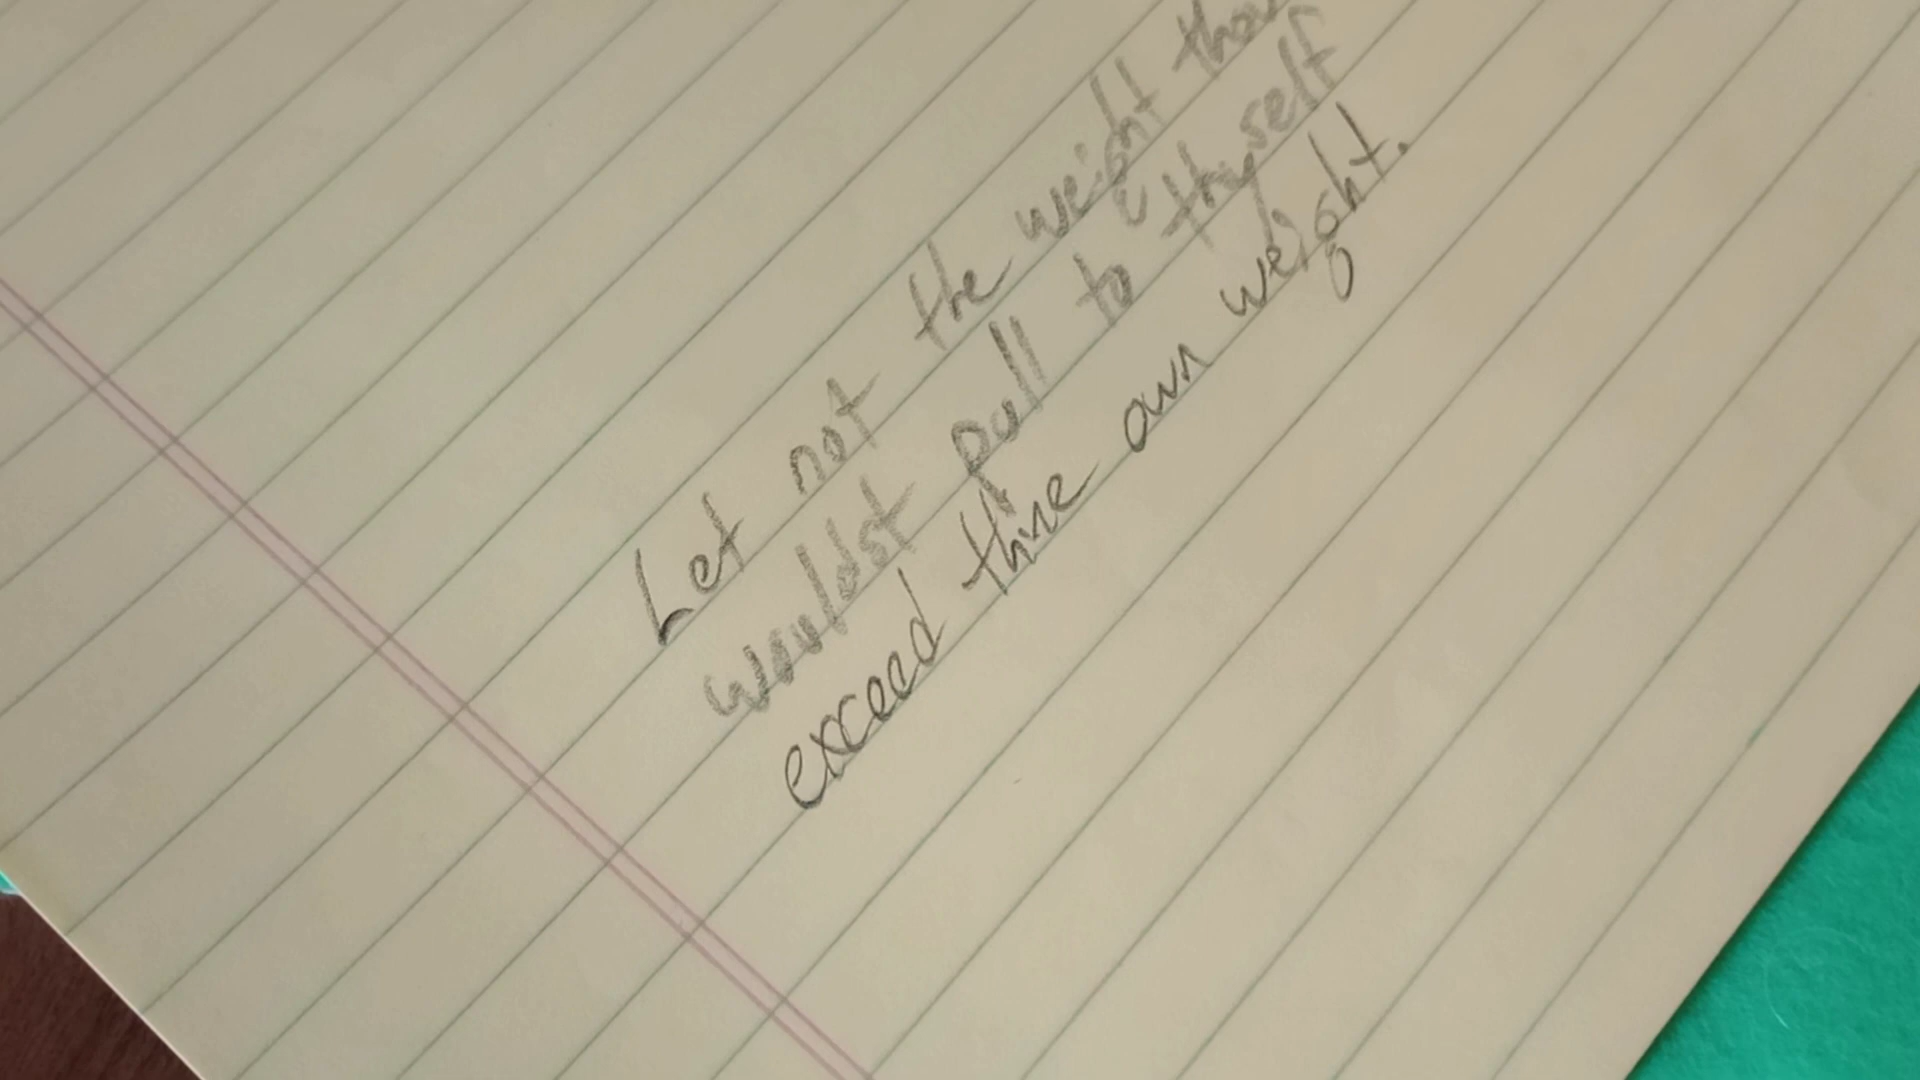 Let not the weight thou
wouldst pull to thyself
exceed thine own weight.